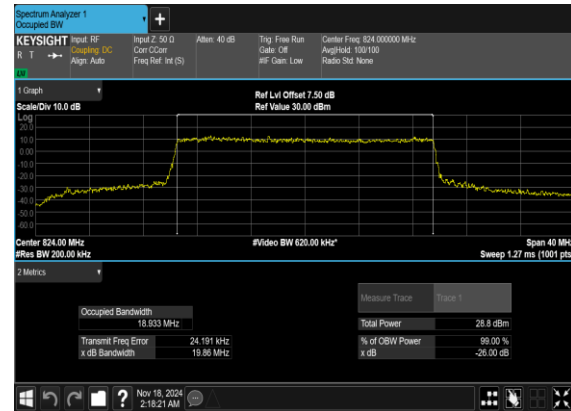 Spectrum Analyzer 1
Occupied BW
+
KEYSIGHT Input: RF Input Z: 50 Ω Atten: 40 dB Trig: Free Run Center Freq: 824.000000 MHz
R T Coupling: DC Corr CCorr Gate: Off Avg|Hold: 100/100
Align: Auto Freq Ref: Int (S) #IF Gain: Low Radio Std: None
LXI
1 Graph
Ref Lvl Offset 7.50 dB
Scale/Div 10.0 dB Ref Value 30.00 dBm
Log
20.0
10.0
0.00
-10.0
-20.0
-30.0
-40.0
-50.0
-60.0
Center 824.00 MHz #Video BW 620.00 kHz* Span 40 MHz
#Res BW 200.00 kHz Sweep 1.27 ms (1001 pts
2 Metrics
Measure Trace Trace 1
Occupied Bandwidth
18.933 MHz Total Power 28.8 dBm
Transmit Freq Error 24.191 kHz % of OBW Power 99.00 %
x dB Bandwidth 19.86 MHz x dB -26.00 dB
? Nov 18, 2024
2:18:21 AM